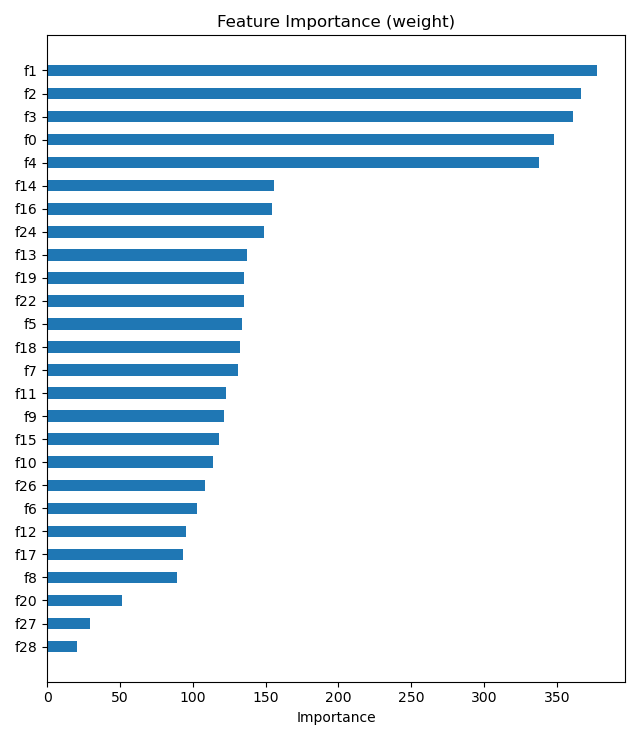 Feature Importance (weight)
f1
f2
f3
f0
f4
f14
f16
f24
f13
f19
f22
f5
f18
f7
f11
f9
f15
f10
f26
f6
f12
f17
f8
f20
f27
f28
0 50 100 150 200 250 300 350
Importance